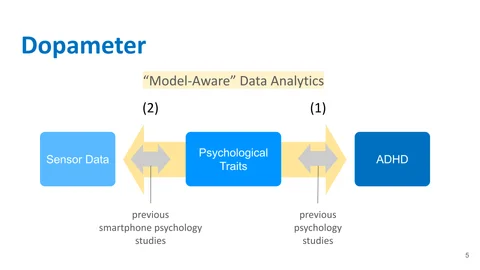 Dopameter
“Model-Aware” Data Analytics
(2)
(1)
Sensor Data
Psychological
Traits
ADHD
previous
smartphone psychology
studies
previous
psychology
studies
5